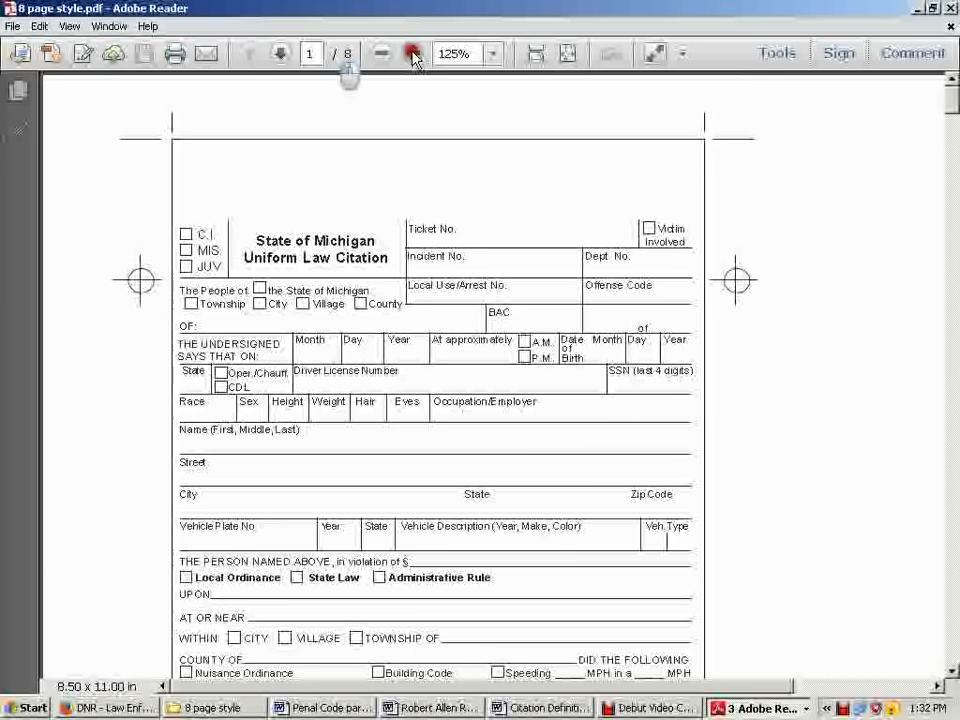 8 page style.pdf - Adobe Reader
File Edit View Window Help
1 / 8 125% Tools Sign Comment
C.I.
MIS.
JUV
State of Michigan
Uniform Law Citation
Ticket No.
Victim
Involved
Incident No. Dept No.
Local Use/Arrest No. Offense Code
The People of the State of Michigan
Township City Village County
BAC
OF: of
THE UNDERSIGNED
SAYS THAT ON:
Month Day Year At approximately A.M.
P.M.
Date
of
Birth
Month Day Year
State Oper./Chauff.
CDL
Driver License Number SSN (last 4 digits)
Race Sex Height Weight Hair Eyes Occupation/Employer
Name (First, Middle, Last)
Street
City State Zip Code
Vehicle Plate No Year State Vehicle Description (Year, Make, Color) Veh. Type
THE PERSON NAMED ABOVE, in violation of §
Local Ordinance State Law Administrative Rule
UPON
AT OR NEAR
WITHIN CITY VILLAGE TOWNSHIP OF
COUNTY OF DID THE FOLLOWING
Nuisance Ordinance Building Code Speeding MPH in a MPH
8.50 x 11.00 in
Start DNR - Law Enf... 8 page style Penal Code par... Robert Allen R... Citation Definiti... Debut Video C... 3 Adobe Re... « 1:32 PM